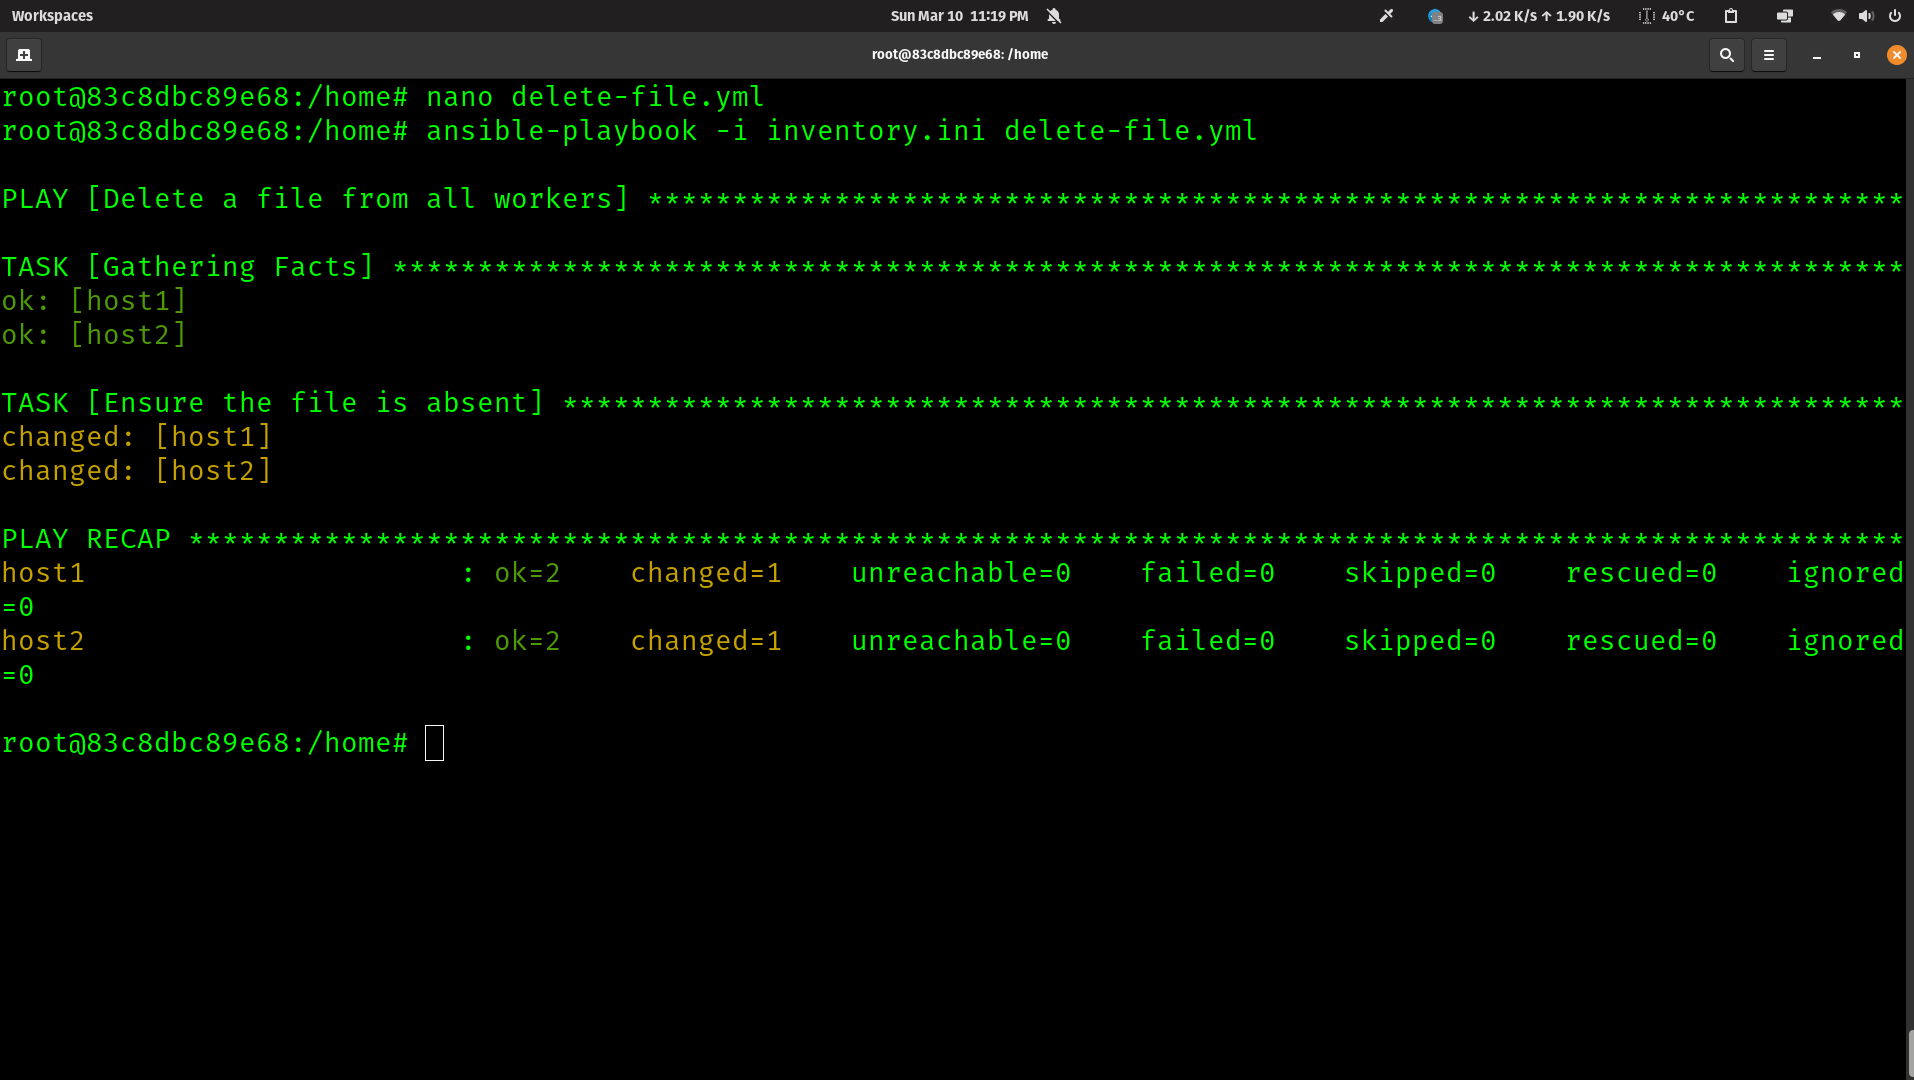 Workspaces
Sun Mar 10 11:19 PM
↓ 2.02 K/s ↑ 1.90 K/s
40°C
root@83c8dbc89e68: /home
root@83c8dbc89e68:/home# nano delete-file.yml
root@83c8dbc89e68:/home# ansible-playbook -i inventory.ini delete-file.yml
PLAY [Delete a file from all workers] **************************************************************************
TASK [Gathering Facts] *****************************************************************************************
ok: [host1]
ok: [host2]
TASK [Ensure the file is absent] *******************************************************************************
changed: [host1]
changed: [host2]
PLAY RECAP *****************************************************************************************************
host1                      : ok=2    changed=1    unreachable=0    failed=0    skipped=0    rescued=0    ignored
=0
host2                      : ok=2    changed=1    unreachable=0    failed=0    skipped=0    rescued=0    ignored
=0
root@83c8dbc89e68:/home#